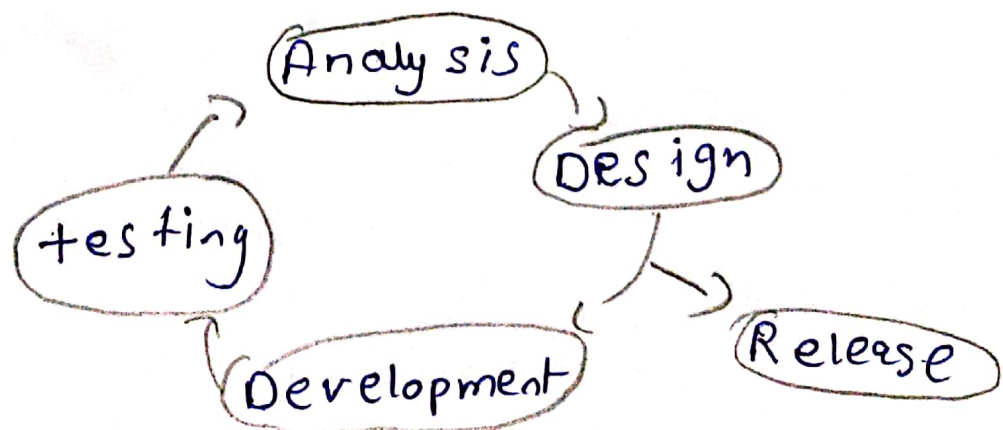 Analysis
Design
testing
Release
Development